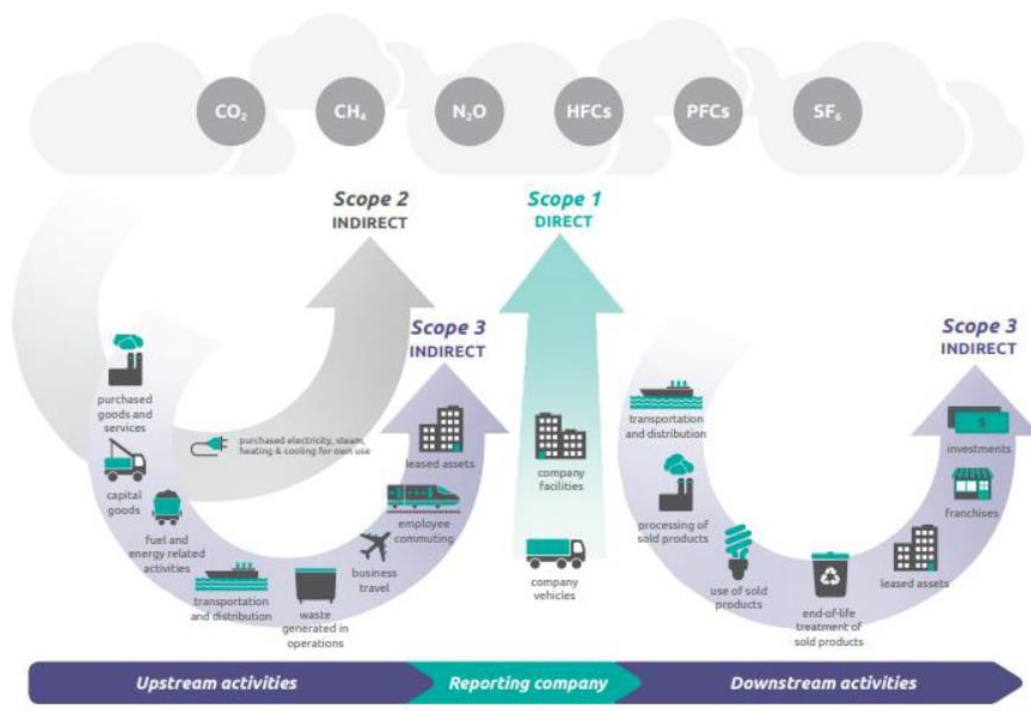 CO₂
CH₄
N₂O
HFCs
PFCs
SF₆
Scope 2
INDIRECT
Scope 1
DIRECT
Scope 3
INDIRECT
Scope 3
INDIRECT
purchased
goods and
services
capital
goods
fuel and
energy related
activities
purchased electricity, steam,
heating & cooling for own use
transportation
and distribution
waste
generated in
operations
business
travel
employee
commuting
leased assets
company
facilities
company
vehicles
transportation
and distribution
processing of
sold products
use of sold
products
end-of-life
treatment of
sold products
leased assets
franchises
investments
$
Upstream activities
Reporting company
Downstream activities